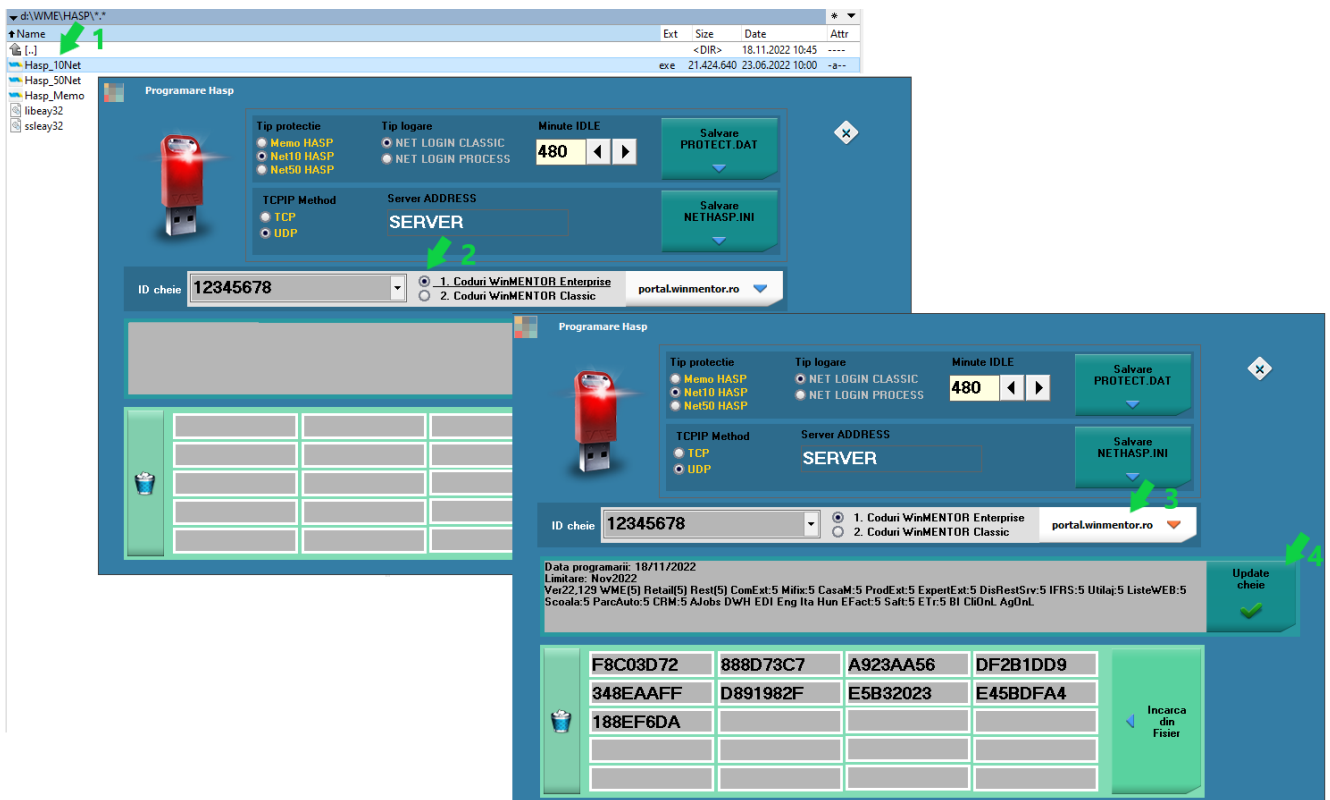 d:\WME\HASP\*.*
* ▼
Name Ext Size Date Attr
[..] <DIR> 18.11.2022 10:45 ----
Hasp_10Net exe 21.424.640 23.06.2022 10:00 -a--
Hasp_50Net
Hasp_Memo
libeay32
ssleay32
1
Programare Hasp
Tip protectie
Memo HASP
Net10 HASP
Net50 HASP
Tip logare
NET LOGIN CLASSIC
NET LOGIN PROCESS
Minute IDLE
480
Salvare
PROTECT.DAT
TCPIP Method
TCP
UDP
Server ADDRESS
SERVER
Salvare
NETHASP.INI
2
ID cheie 12345678
1. Coduri WinMENTOR Enterprise
2. Coduri WinMENTOR Classic
portal.winmentor.ro
Programare Hasp
Tip protectie
Memo HASP
Net10 HASP
Net50 HASP
Tip logare
NET LOGIN CLASSIC
NET LOGIN PROCESS
Minute IDLE
480
Salvare
PROTECT.DAT
TCPIP Method
TCP
UDP
Server ADDRESS
SERVER
Salvare
NETHASP.INI
3
ID cheie 12345678
1. Coduri WinMENTOR Enterprise
2. Coduri WinMENTOR Classic
portal.winmentor.ro
4
Data programarii: 18/11/2022
Limitare: Nov2022
Ver22,129 WME(5) Retail(5) Rest(5) ComExt:5 Mifix:5 CasaM:5 ProdExt:5 ExpertExt:5 DisRestSrv:5 IFRS:5 Utilaj:5 ListeWEB:5
Scoala:5 ParcAuto:5 CRM:5 AJobs DWH EDI Eng Ita Hun EFact:5 Saft:5 ETr:5 BI CliOnL AgOnL
Update
cheie
F8C03D72 888D73C7 A923AA56 DF2B1DD9
348EAAFF D891982F E5B32023 E45BDFA4
188EF6DA
Incarca
din
Fisier